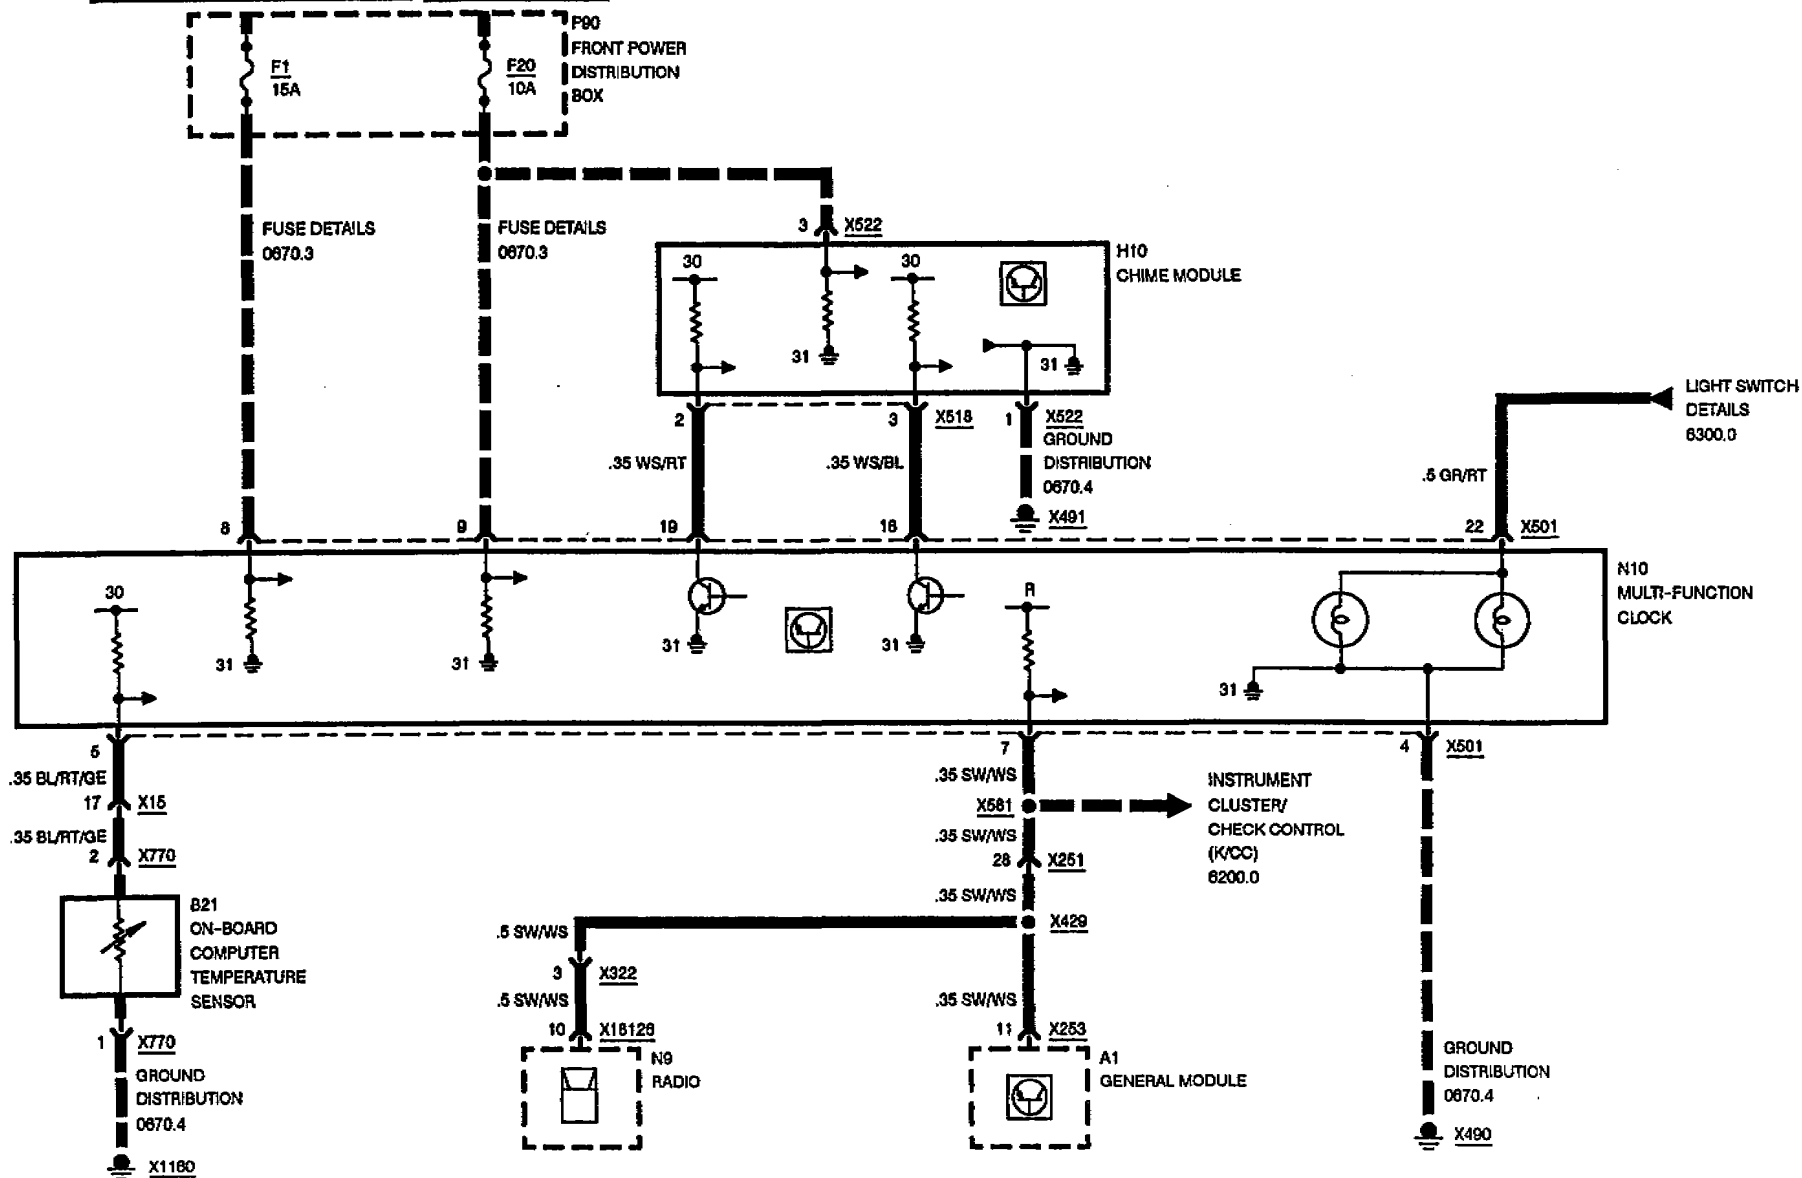 P90
FRONT POWER
DISTRIBUTION
BOX
F1
15A
F20
10A
FUSE DETAILS
0670.3
FUSE DETAILS
0670.3
3 X522
H10
CHIME MODULE
30
30
31
31
2
3 X518
1 X522
GROUND
DISTRIBUTION
0670.4
X491
.35 WS/RT
.35 WS/BL
LIGHT SWITCH
DETAILS
6300.0
.5 GR/RT
8
9
19
16
22 X501
N10
MULTI-FUNCTION
CLOCK
30
31
31
31
31
R
31
5
7
4 X501
.35 BL/RT/GE
17 X15
.35 BL/RT/GE
2 X770
B21
ON-BOARD
COMPUTER
TEMPERATURE
SENSOR
1 X770
GROUND
DISTRIBUTION
0670.4
X1160
.35 SW/WS
X581
INSTRUMENT
CLUSTER/
CHECK CONTROL
(K/CC)
6200.0
.35 SW/WS
28 X251
.35 SW/WS
X429
.5 SW/WS
3 X322
.5 SW/WS
10 X18126
N9
RADIO
.35 SW/WS
11 X253
A1
GENERAL MODULE
GROUND
DISTRIBUTION
0670.4
X490